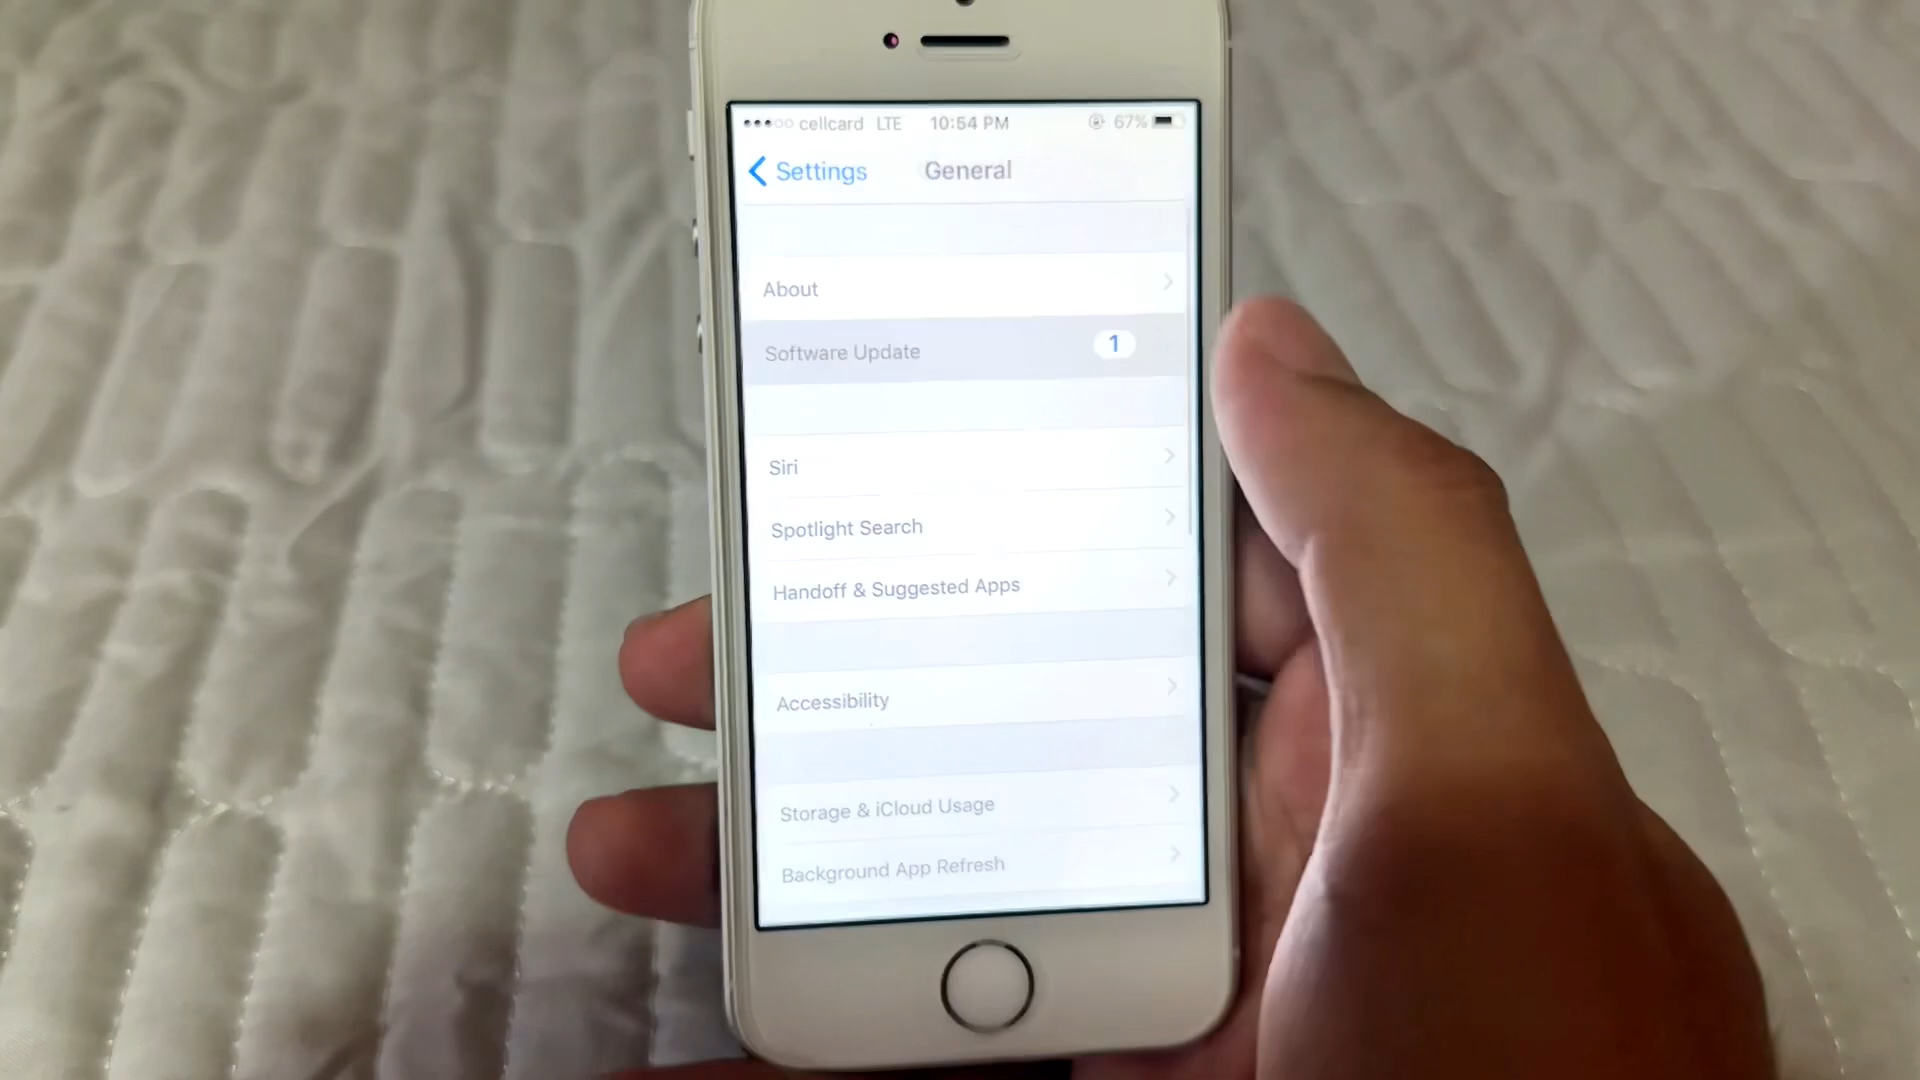 cellcard LTE 10:54 PM 67%
Settings General
About
Software Update 1
Siri
Spotlight Search
Handoff & Suggested Apps
Accessibility
Storage & iCloud Usage
Background App Refresh